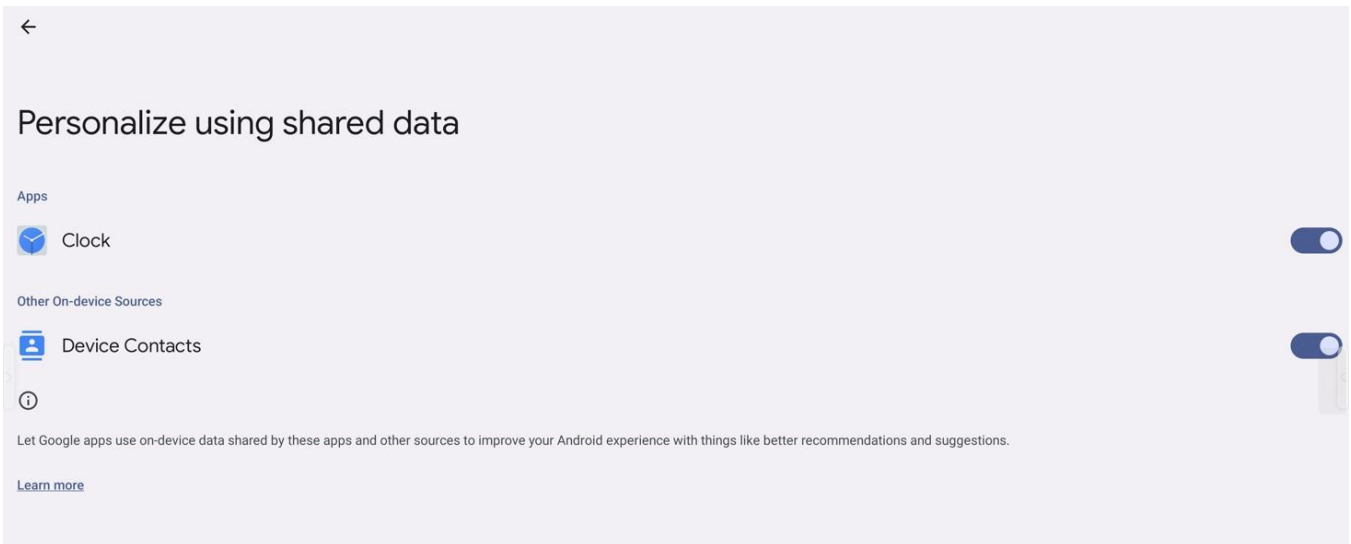 Personalize using shared data
Apps
Clock
Other On-device Sources
Device Contacts
Let Google apps use on-device data shared by these apps and other sources to improve your Android experience with things like better recommendations and suggestions.
Learn more